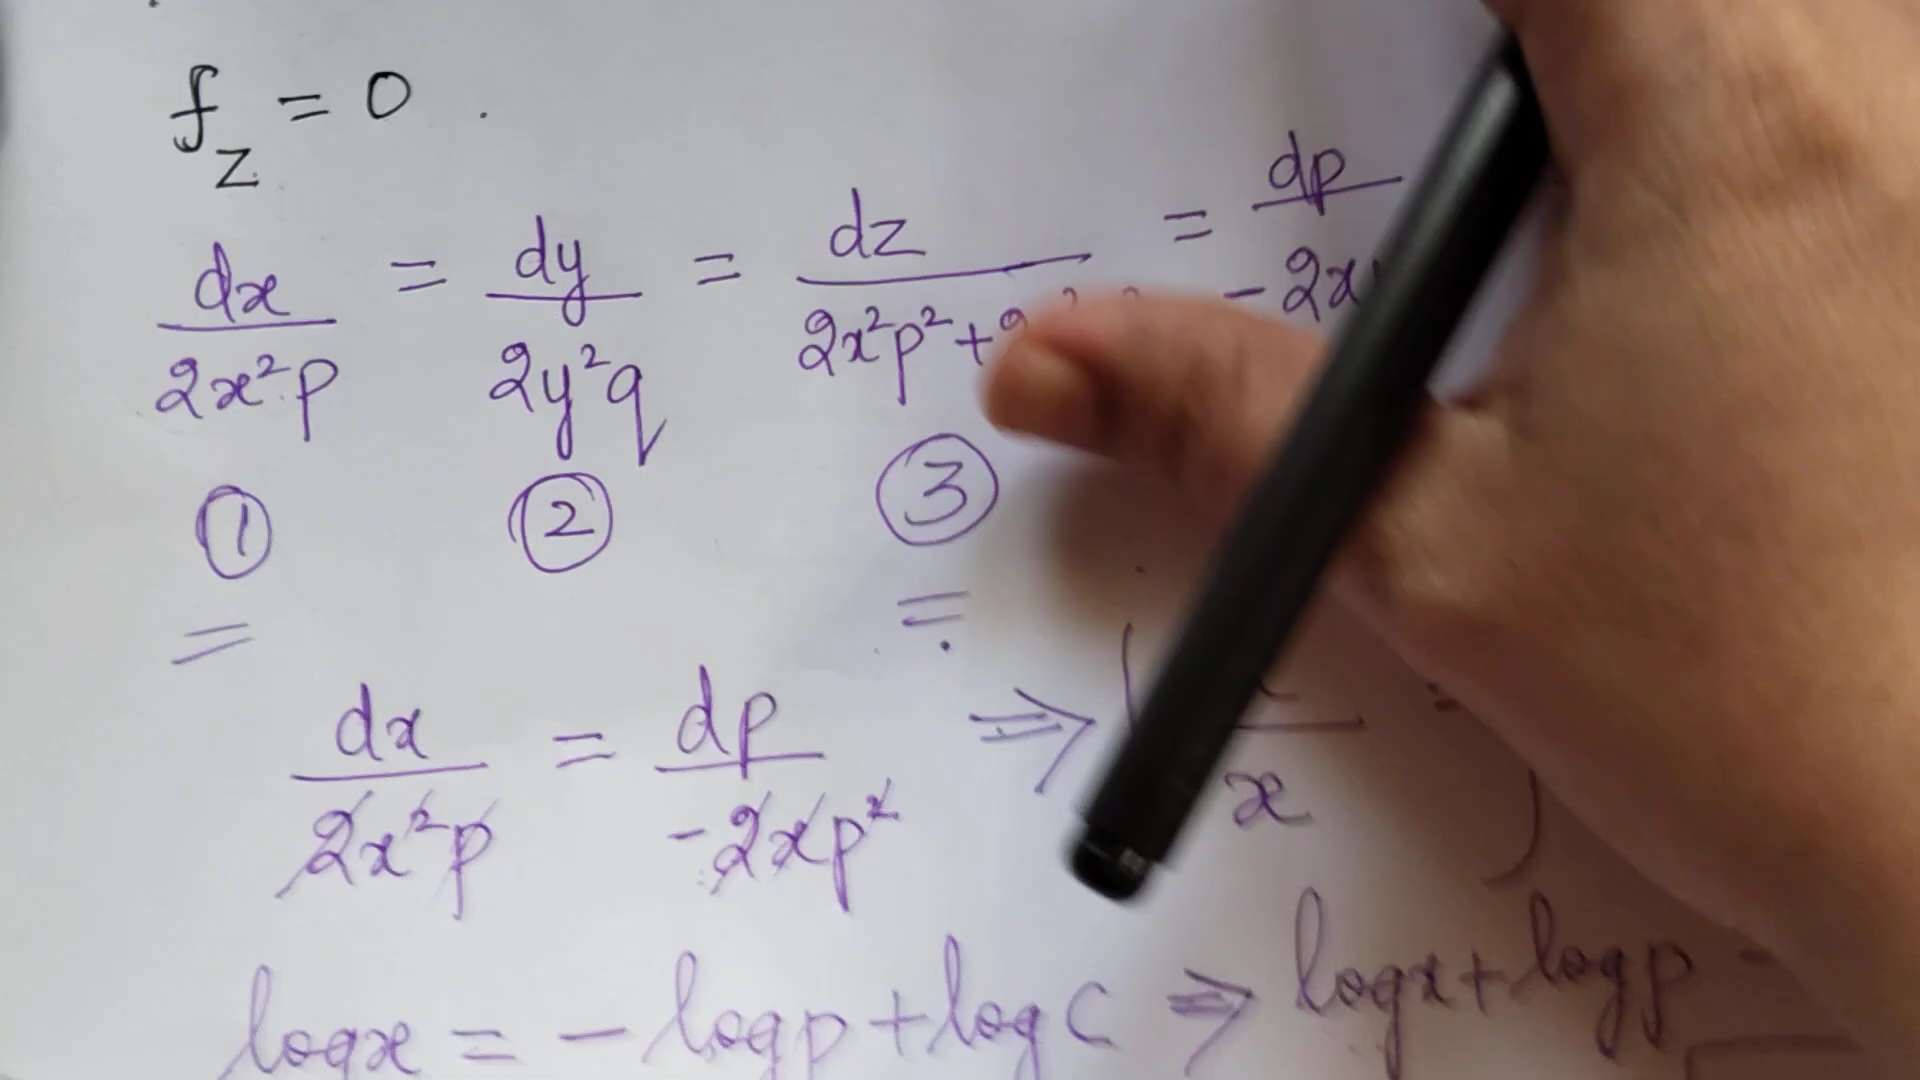 f_z = 0 .
dx/2x²p = dy/2y²q = dz/2x²p²+ = dp/-2x
① ② ③
dx/2x²p = dp/-2xp² ⇒ x
log x = - log p + log c ⇒ log x + log p